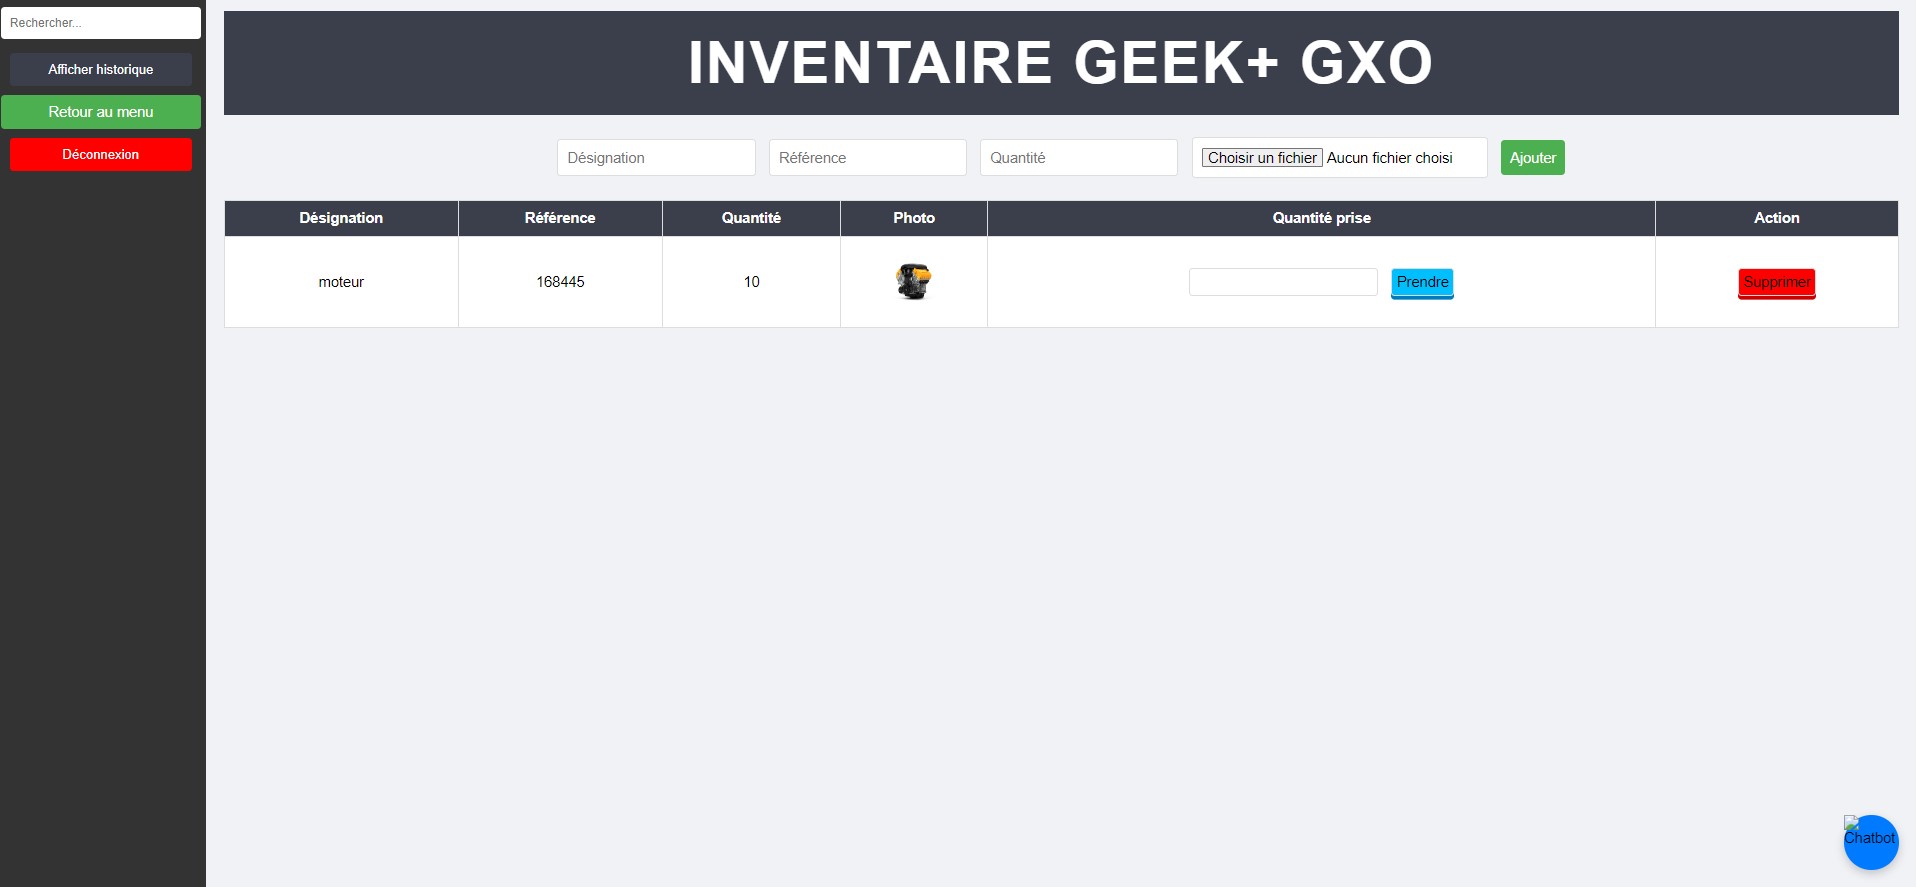 Rechercher...
Afficher historique
Retour au menu
Déconnexion
INVENTAIRE GEEK+ GXO
Désignation Référence Quantité Choisir un fichier Aucun fichier choisi Ajouter
Désignation Référence Quantité Photo Quantité prise Action
moteur 168445 10 Prendre Supprimer
Chatbot